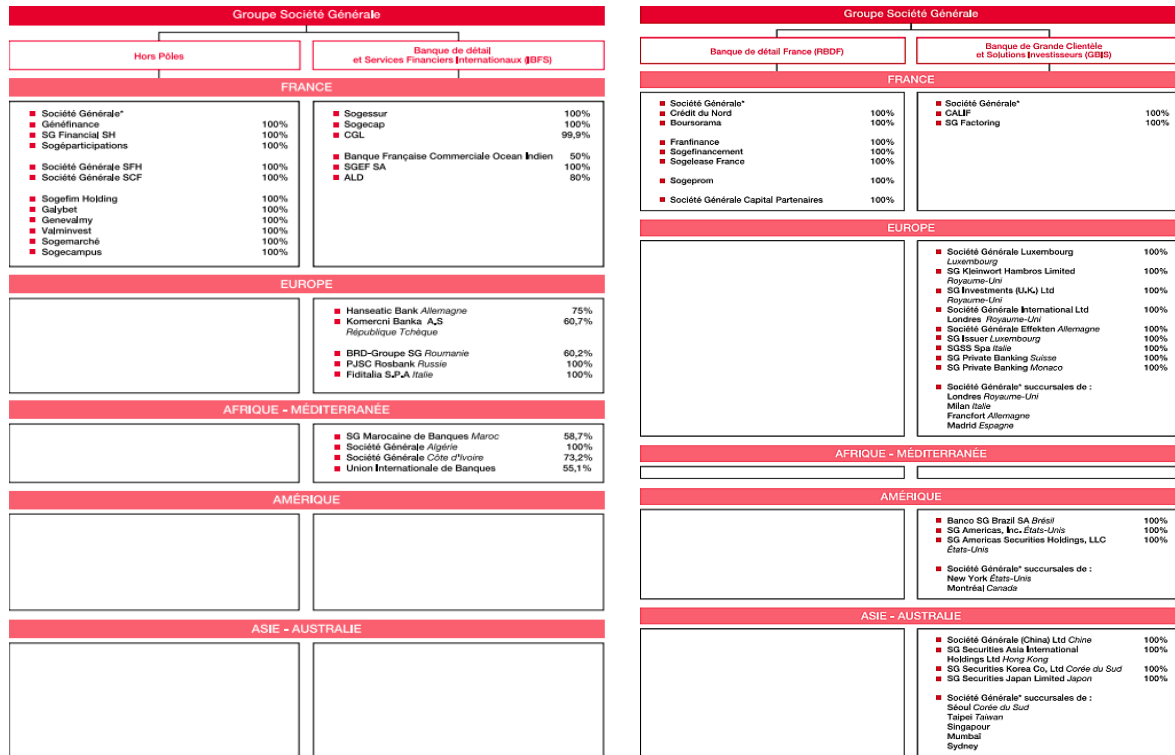 Groupe Société Générale
Hors Pôles
Banque de détail
et Services Financiers Internationaux (IBFS)
FRANCE
Société Générale*
Généfinance 100%
SG Financial SH 100%
Sogéparticipations 100%
Société Générale SFH 100%
Société Générale SCF 100%
Sogefim Holding 100%
Galybet 100%
Genevalmy 100%
Valminvest 100%
Sogemarché 100%
Sogecampus 100%
Sogessur 100%
Sogecap 100%
CGL 99,9%
Banque Française Commerciale Ocean Indien 50%
SGEF SA 100%
ALD 80%
EUROPE
Hanseatic Bank Allemagne 75%
Komercni Banka A.S 60,7%
République Tchèque
BRD-Groupe SG Roumanie 60,2%
PJSC Rosbank Russie 100%
Fiditalia S.P.A Italie 100%
AFRIQUE - MÉDITERRANÉE
SG Marocaine de Banques Maroc 58,7%
Société Générale Algérie 100%
Société Générale Côte d'Ivoire 73,2%
Union Internationale de Banques 55,1%
AMÉRIQUE
ASIE - AUSTRALIE
Groupe Société Générale
Banque de détail France (RBDF)
Banque de Grande Clientèle
et Solutions Investisseurs (GBIS)
FRANCE
Société Générale*
Crédit du Nord 100%
Boursorama 100%
Franfinance 100%
Sogefinancement 100%
Sogelease France 100%
Sogeprom 100%
Société Générale Capital Partenaires 100%
Société Générale*
CALIF 100%
SG Factoring 100%
EUROPE
Société Générale Luxembourg 100%
Luxembourg
SG Kleinwort Hambros Limited 100%
Royaume-Uni
SG Investments (U.K.) Ltd 100%
Royaume-Uni
Société Générale International Ltd 100%
Londres Royaume-Uni
Société Générale Effekten Allemagne 100%
SG Issuer Luxembourg 100%
SGSS Spa Italie 100%
SG Private Banking Suisse 100%
SG Private Banking Monaco 100%
Société Générale* succursales de :
Londres Royaume-Uni
Milan Italie
Francfort Allemagne
Madrid Espagne
AFRIQUE - MÉDITERRANÉE
AMÉRIQUE
Banco SG Brazil SA Brésil 100%
SG Americas, Inc. États-Unis 100%
SG Americas Securities Holdings, LLC 100%
États-Unis
Société Générale* succursales de :
New York États-Unis
Montréal Canada
ASIE - AUSTRALIE
Société Générale (China) Ltd Chine 100%
SG Securities Asia International 100%
Holdings Ltd Hong Kong
SG Securities Korea Co, Ltd Corée du Sud 100%
SG Securities Japan Limited Japon 100%
Société Générale* succursales de :
Séoul Corée du Sud
Taipei Taiwan
Singapour
Mumbai
Sydney